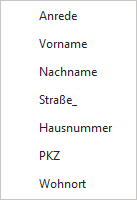 Anrede
Vorname
Nachname
Straße_
Hausnummer
PKZ
Wohnort